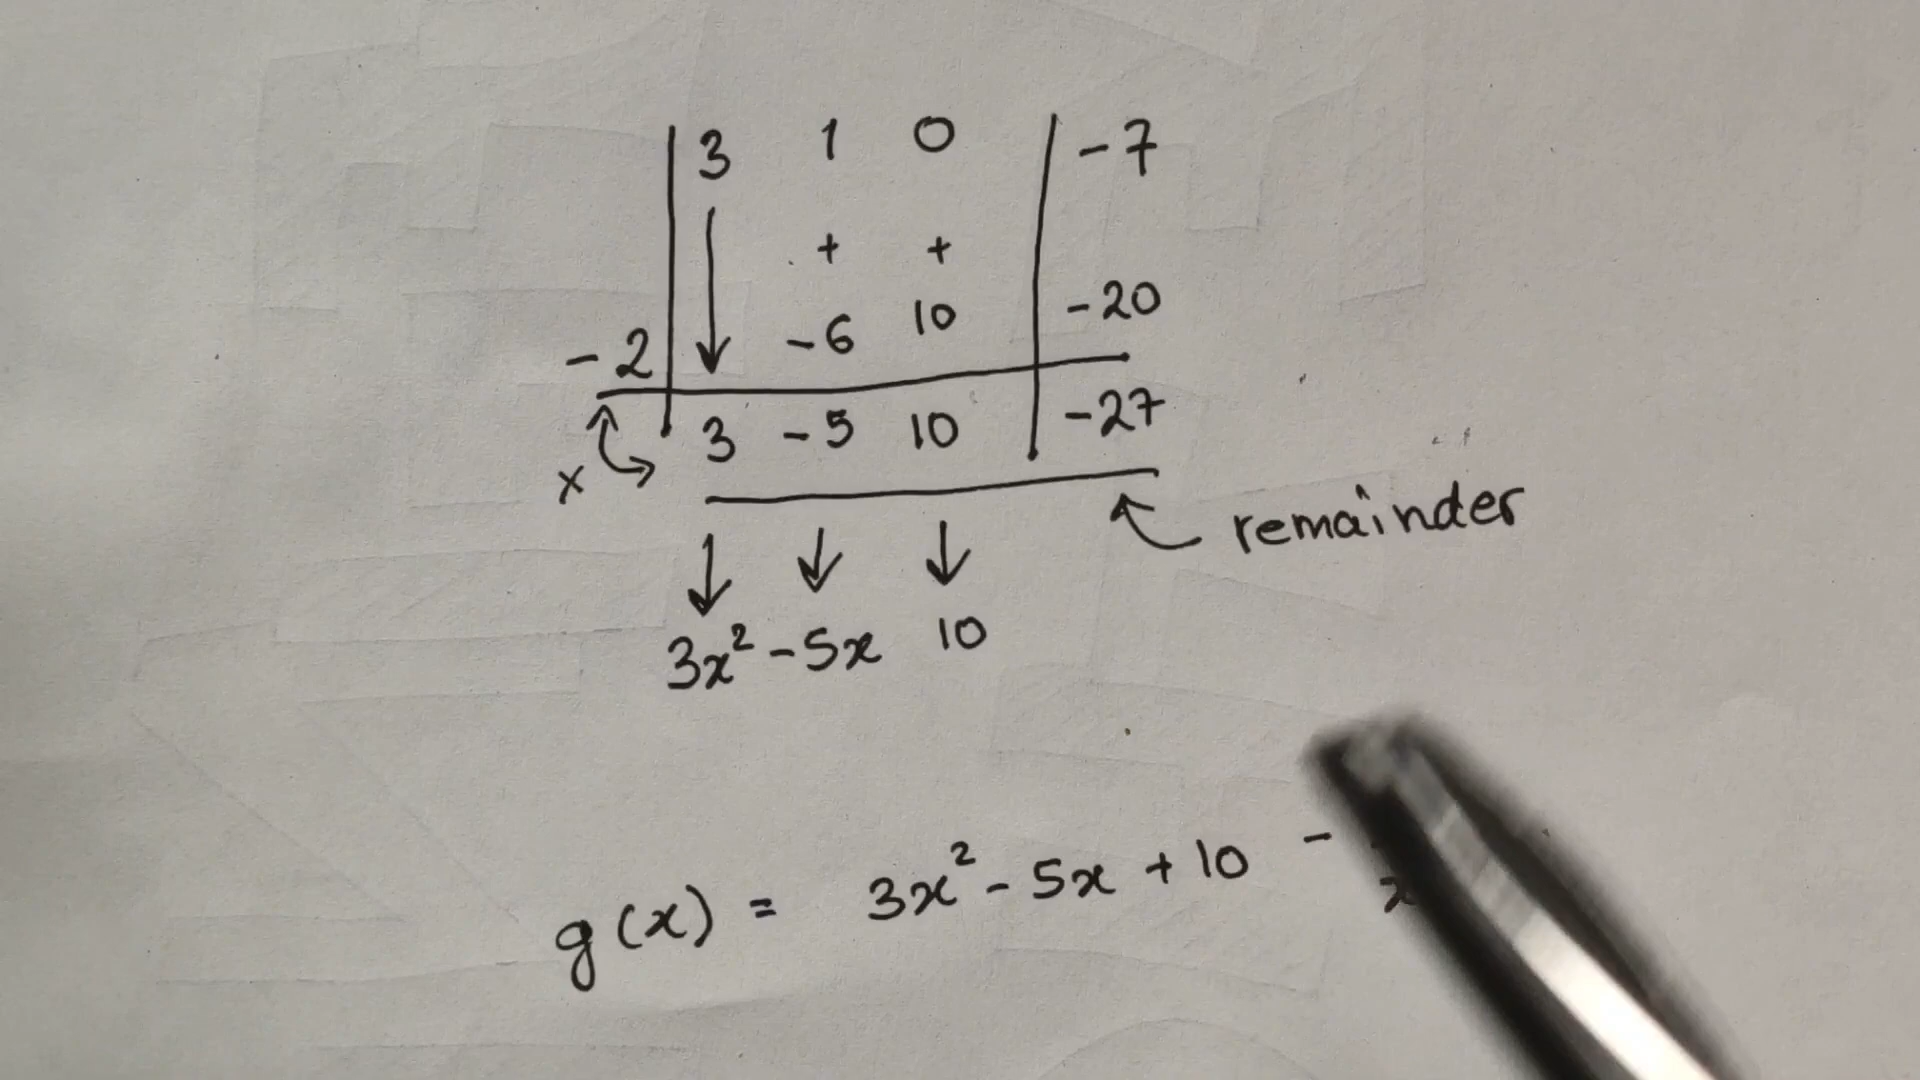 3 1 0 -7
+ +
-2 -6 10 -20
3 -5 10 -27
x
remainder
3x² -5x 10
g(x) = 3x² - 5x + 10 -
x